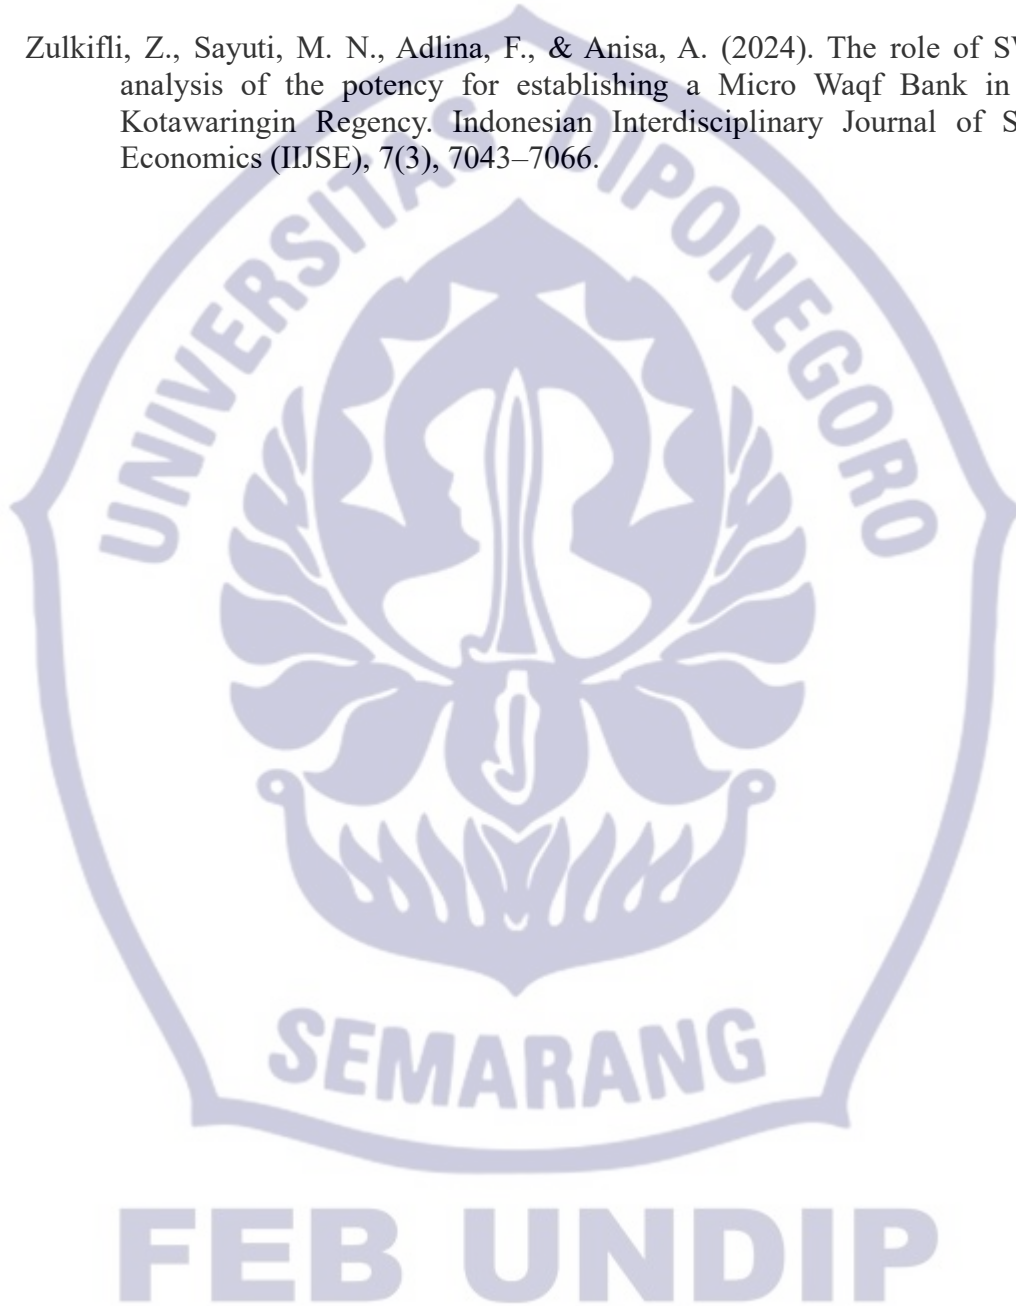 Zulkifli, Z., Sayuti, M. N., Adlina, F., & Anisa, A. (2024). The role of
analysis of the potency for establishing a Micro Waqf Bank in
Kotawaringin Regency. Indonesian Interdisciplinary Journal of
Economics (IIJSE), 7(3), 7043–7066.
UNIVERSITAS DIPONEGORO
SEMARANG
FEB UNDIP